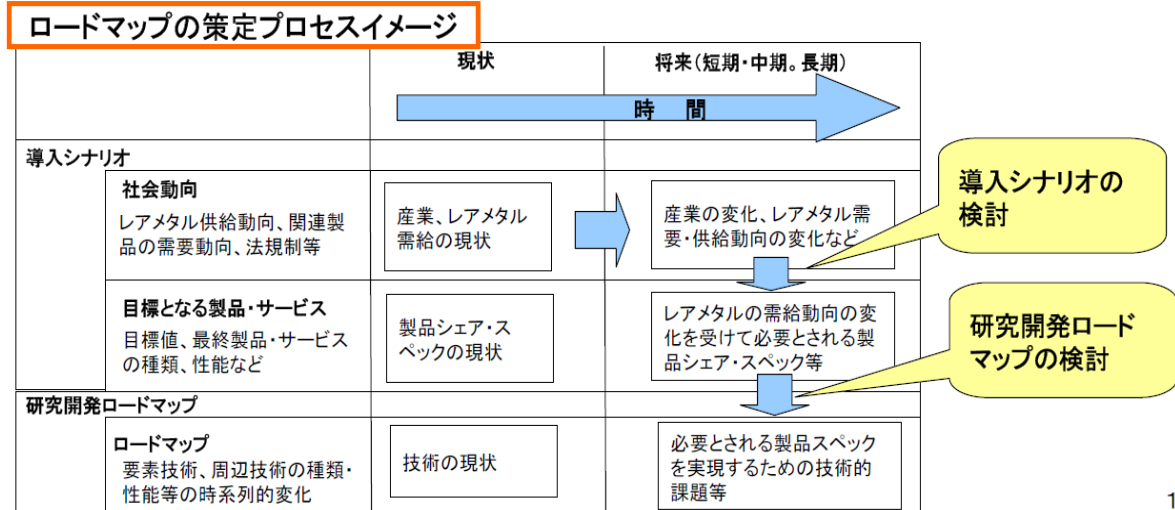 ロードマップの策定プロセスイメージ
現状
将来(短期・中期。長期)
時 間
導入シナリオ
社会動向
レアメタル供給動向、関連製
品の需要動向、法規制等
産業、レアメタル
需給の現状
産業の変化、レアメタル需
要・供給動向の変化など
導入シナリオの
検討
目標となる製品・サービス
目標値、最終製品・サービス
の種類、性能など
製品シェア・ス
ペックの現状
レアメタルの需給動向の変
化を受けて必要とされる製
品シェア・スペック等
研究開発ロード
マップの検討
研究開発ロードマップ
ロードマップ
要素技術、周辺技術の種類・
性能等の時系列的変化
技術の現状
必要とされる製品スペック
を実現するための技術的
課題等
1